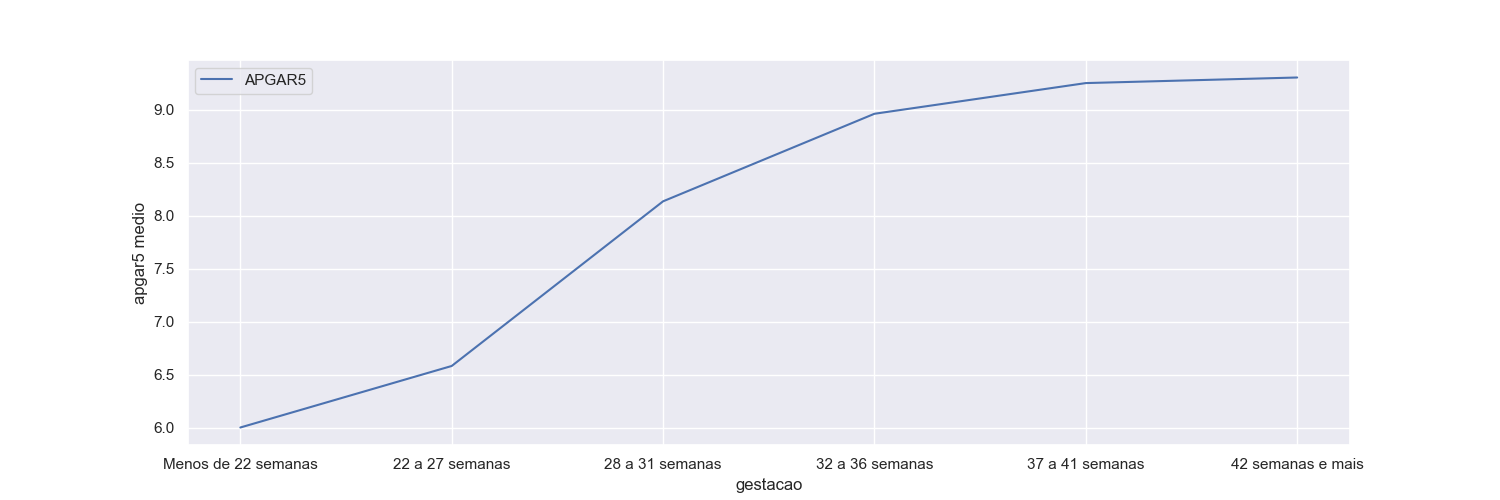 APGAR5
9.0
8.5
8.0
7.5
7.0
6.5
6.0
apgar5 medio
Menos de 22 semanas
22 a 27 semanas
28 a 31 semanas
32 a 36 semanas
37 a 41 semanas
42 semanas e mais
gestacao